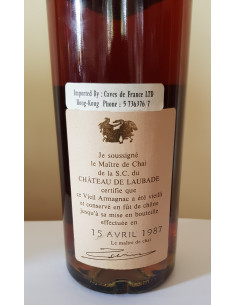 Imported By : Caves de France LTD
Hong-Kong Phone : 5-736376 7
Je soussigné
le Maître de Chai
de la S.C. du
CHÂTEAU DE LAUBADE
certifie que
ce Vieil Armagnac a été vieilli
et conservé en fût de chêne
jusqu'à sa mise en bouteille
effectuée en
15 AVRIL 1987
Le maître de chai